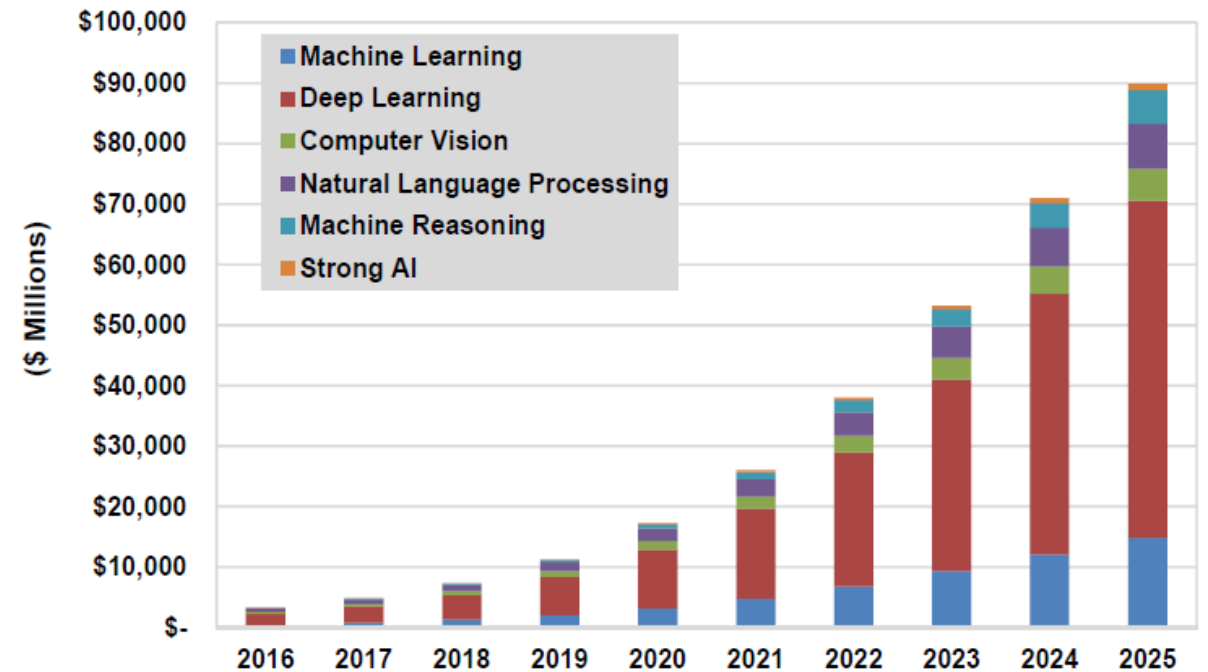 $100,000
$90,000
$80,000
$70,000
$60,000
$50,000
$40,000
$30,000
$20,000
$10,000
$-
($ Millions)
Machine Learning
Deep Learning
Computer Vision
Natural Language Processing
Machine Reasoning
Strong AI
2016 2017 2018 2019 2020 2021 2022 2023 2024 2025